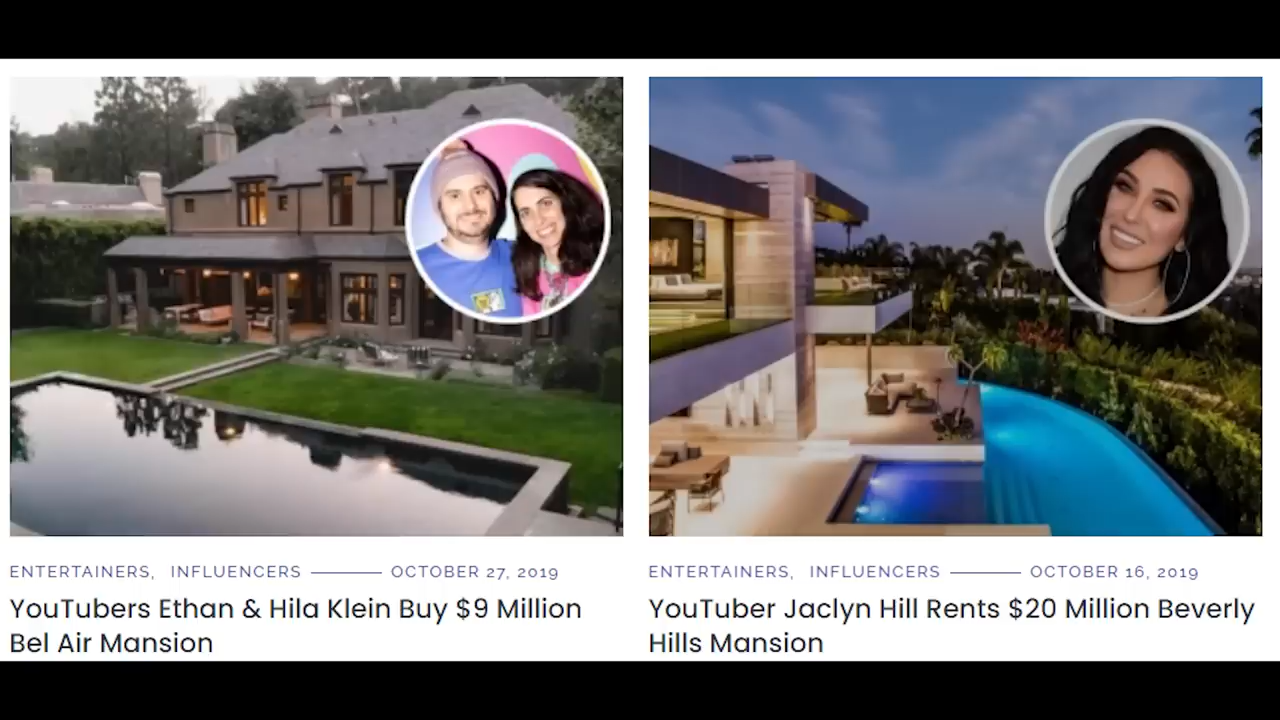 ENTERTAINERS, INFLUENCERS OCTOBER 27, 2019
YouTubers Ethan & Hila Klein Buy $9 Million
Bel Air Mansion
ENTERTAINERS, INFLUENCERS OCTOBER 16, 2019
YouTuber Jaclyn Hill Rents $20 Million Beverly
Hills Mansion